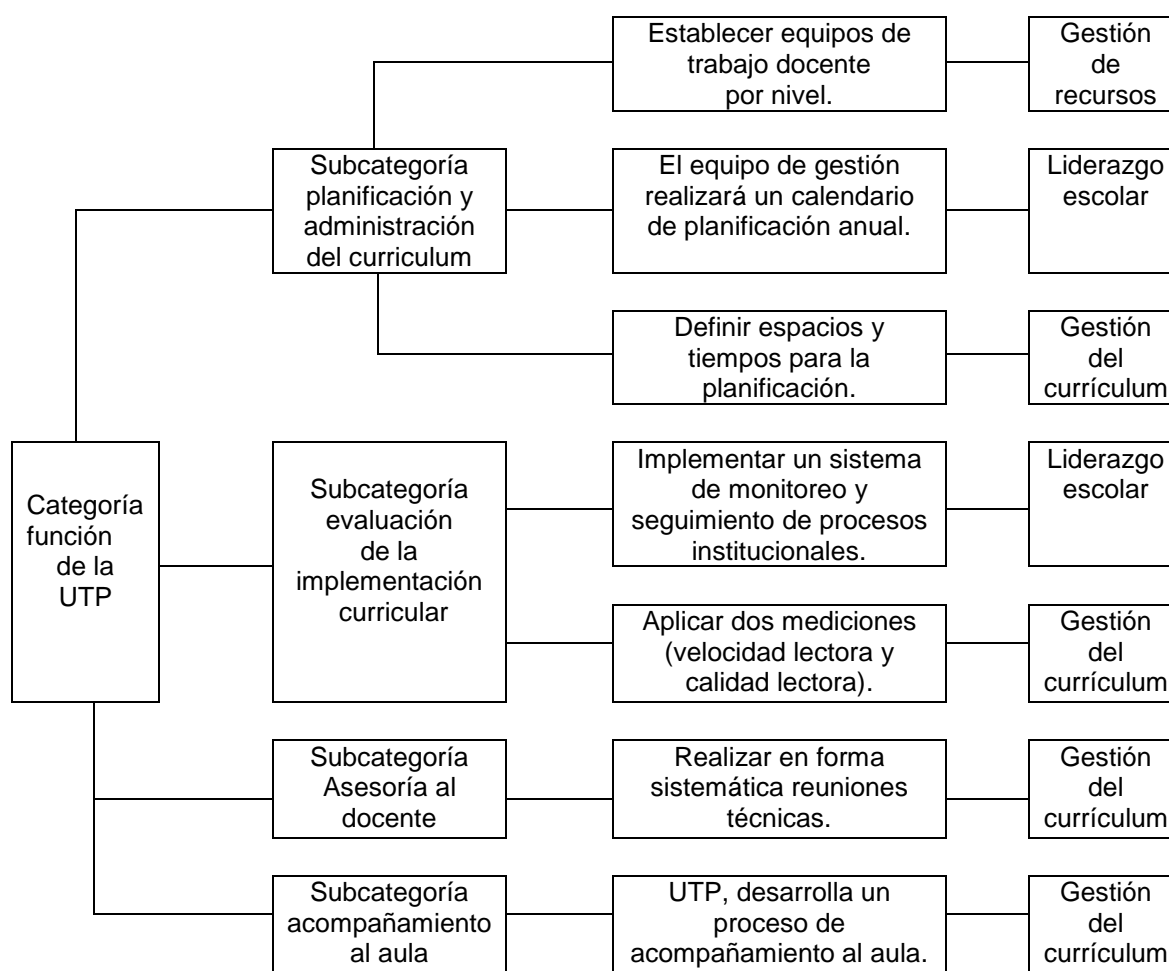 Establecer equipos de
trabajo docente
por nivel.
Gestión
de
recursos
Subcategoría
planificación y
administración
del curriculum
El equipo de gestión
realizará un calendario
de planificación anual.
Liderazgo
escolar
Definir espacios y
tiempos para la
planificación.
Gestión
del
currículum
Categoría
función
de la
UTP
Subcategoría
evaluación
de la
implementación
curricular
Implementar un sistema
de monitoreo y
seguimiento de procesos
institucionales.
Liderazgo
escolar
Aplicar dos mediciones
(velocidad lectora y
calidad lectora).
Gestión
del
currículum
Subcategoría
Asesoría al
docente
Realizar en forma
sistemática reuniones
técnicas.
Gestión
del
currículum
Subcategoría
acompañamiento
al aula
UTP, desarrolla un
proceso de
acompañamiento al aula.
Gestión
del
currículum